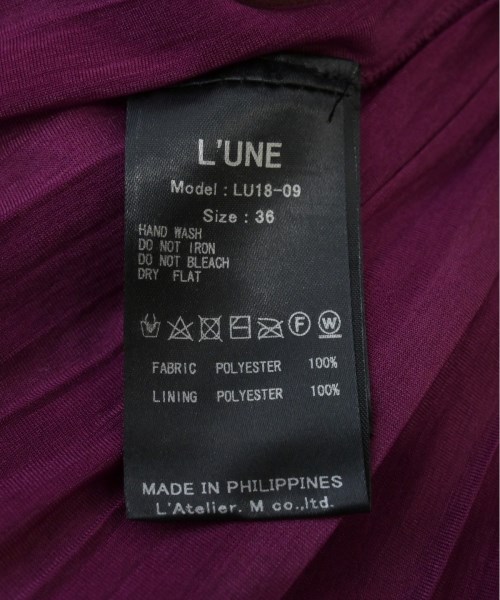 L'UNE
Model : LU18-09
Size : 36
HAND WASH
DO NOT IRON
DO NOT BLEACH
DRY FLAT
F W
FABRIC POLYESTER 100%
LINING POLYESTER 100%
MADE IN PHILIPPINES
L'Atelier. M co.,ltd.